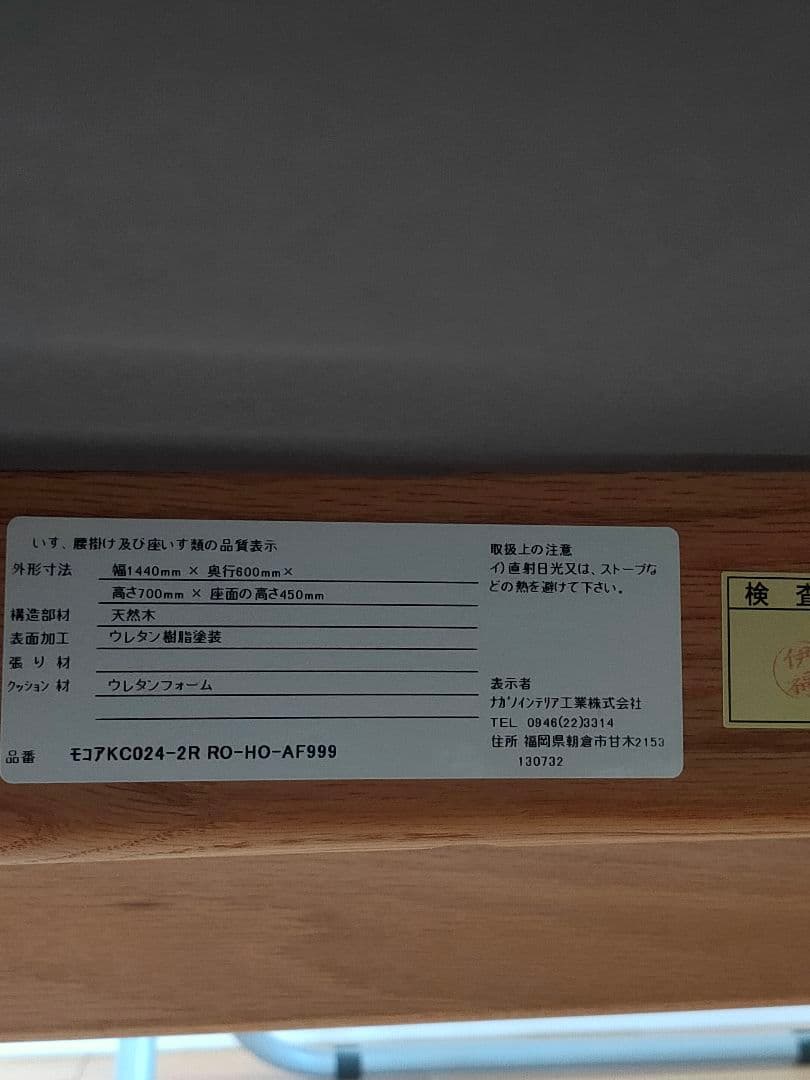 いす、腰掛け及び座いす類の品質表示
外形寸法 幅1440mm × 奥行600mm×
高さ700mm × 座面の高さ450mm
構造部材 天然木
表面加工 ウレタン樹脂塗装
張り材
クッション材 ウレタンフォーム
品番 モコアKC024-2R RO-HO-AF999
取扱上の注意
イ)直射日光又は、ストーブな
どの熱を避けて下さい。
表示者
ナガノインテリア工業株式会社
TEL 0946(22)3314
住所 福岡県朝倉市甘木2153
130732
検査
伊